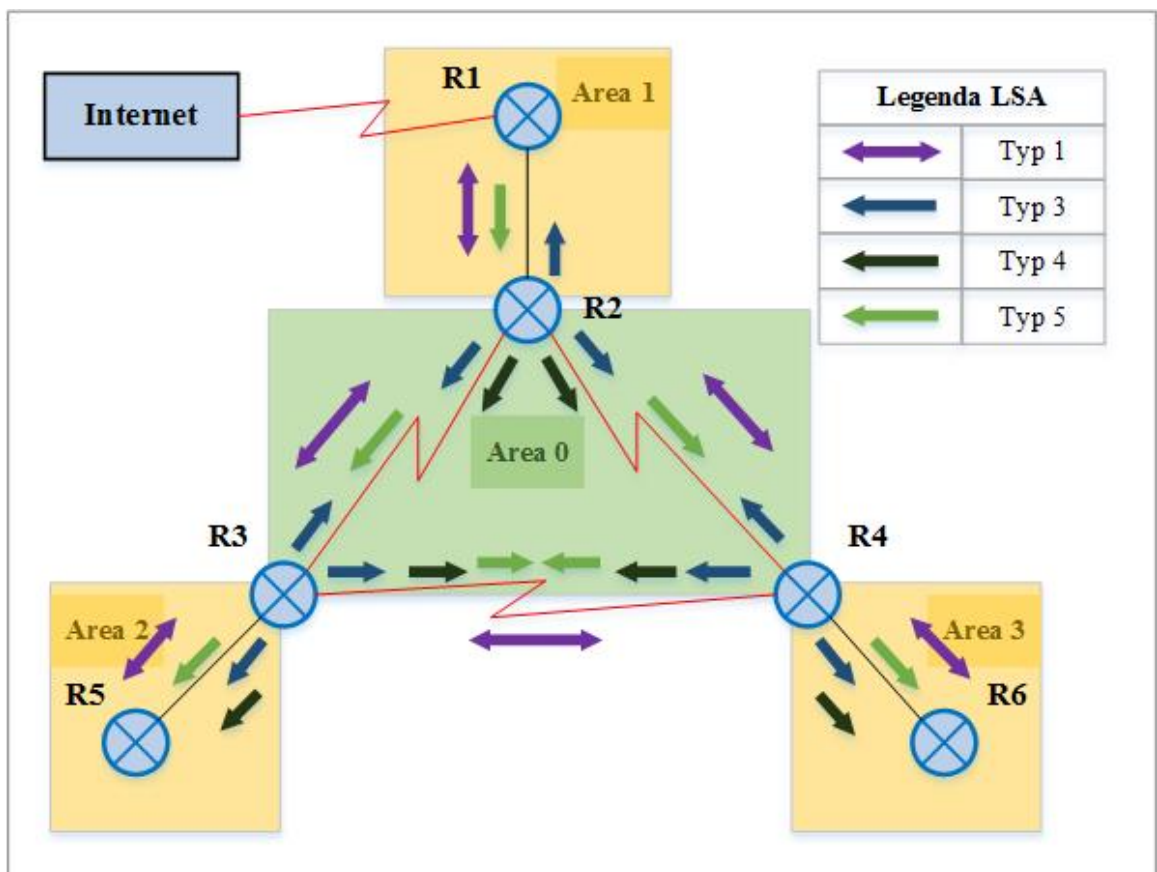 R1
Area 1
Internet
Legenda LSA
Typ 1
Typ 3
Typ 4
Typ 5
R2
Area 0
R3
R4
Area 2
Area 3
R5
R6